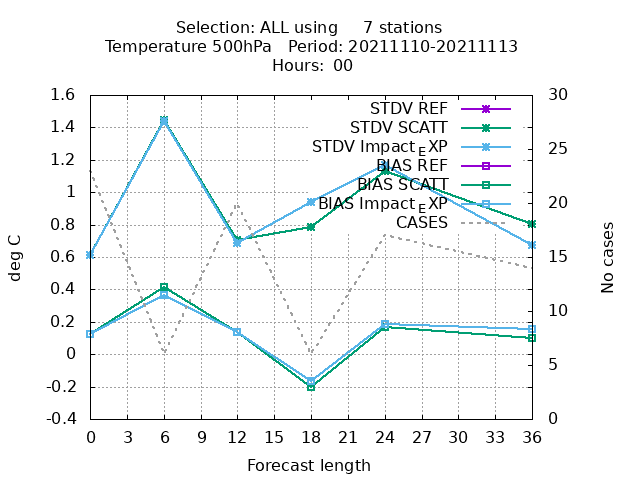 Selection: ALL using 7 stations
Temperature 500hPa Period: 20211110-20211113
Hours: 00
1.6
1.4
1.2
1
0.8
0.6
0.4
0.2
0
-0.2
-0.4
deg C
STDV REF
STDV SCATT
STDV Impact_EXP
BIAS REF
BIAS SCATT
BIAS Impact_EXP
CASES
30
25
20
15
10
5
0
No cases
0 3 6 9 12 15 18 21 24 27 30 33 36
Forecast length